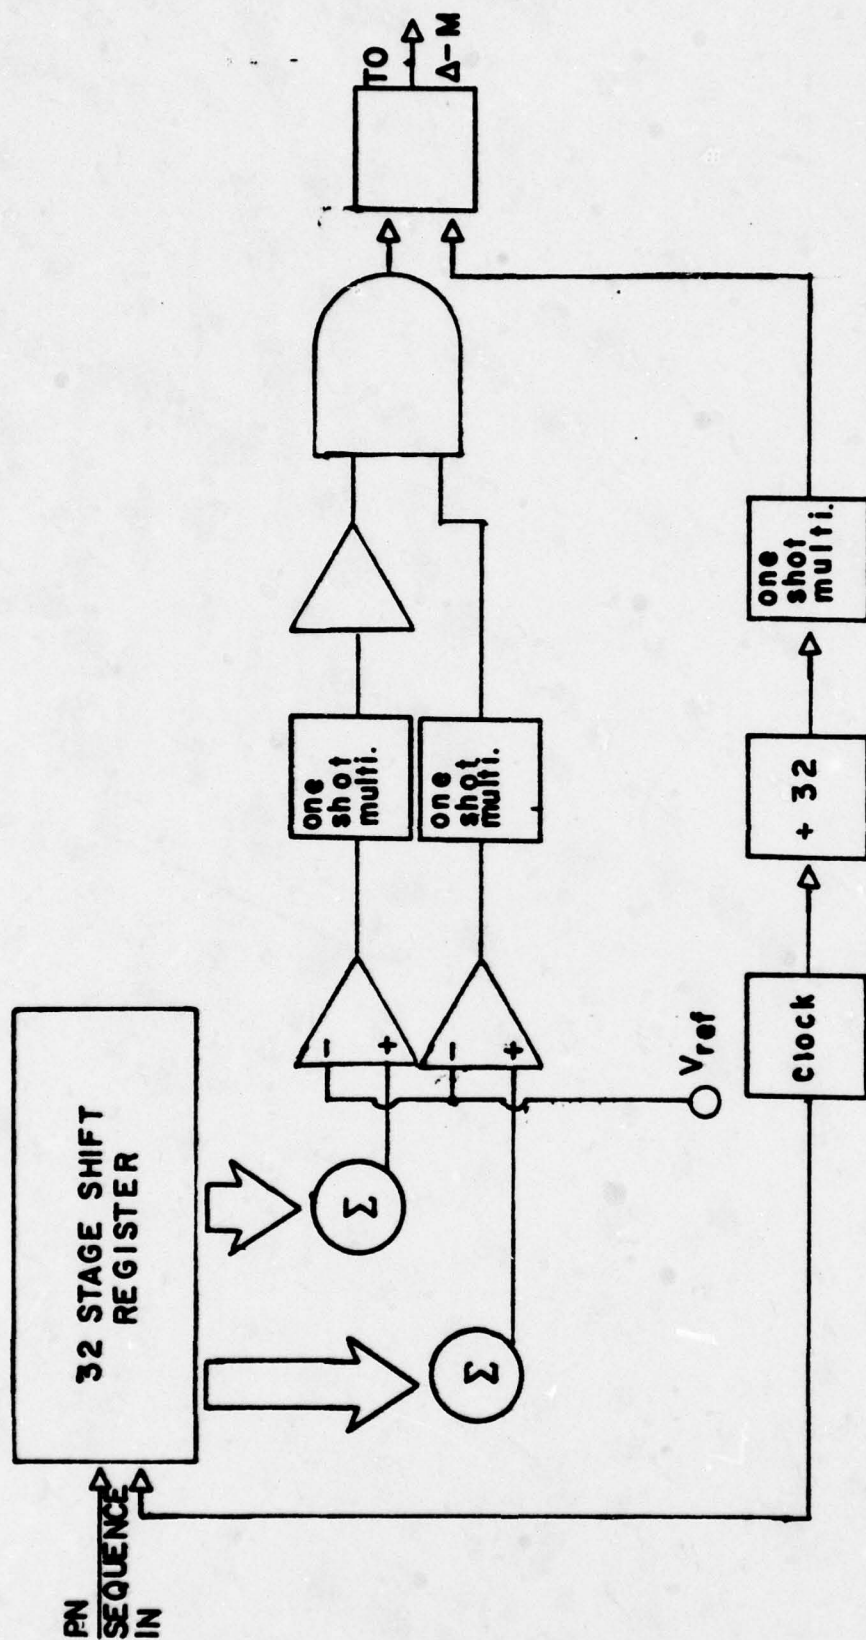 PN
SEQUENCE
IN
32 STAGE SHIFT
REGISTER
Σ
Σ
-
+
-
+
Vref
one
shot
multi.
one
shot
multi.
TO
Δ-M
clock
+ 32
one
shot
multi.